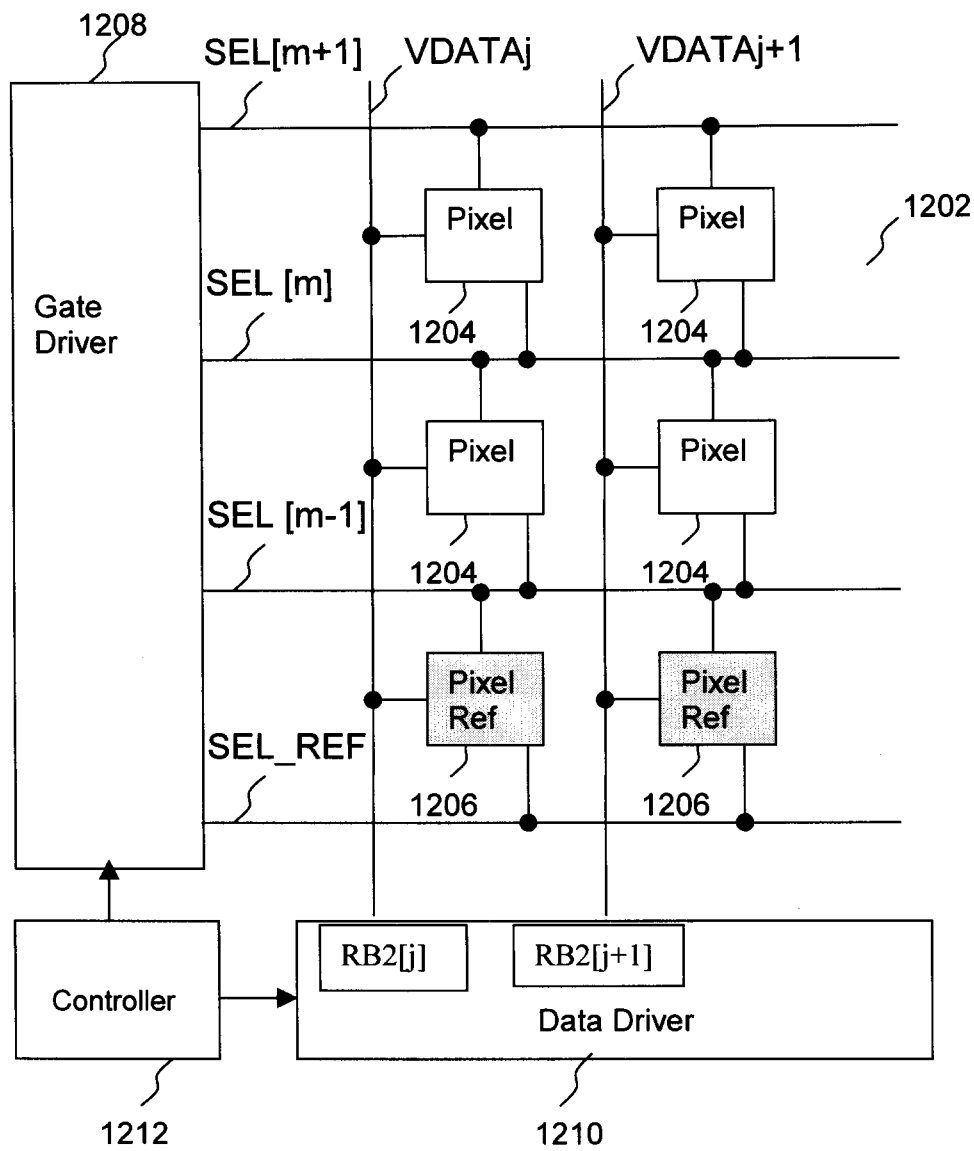 1208
SEL[m+1]
VDATAj
VDATAj+1
Pixel
Pixel
1202
SEL [m]
Gate
Driver
1204
1204
Pixel
Pixel
SEL [m-1]
1204
1204
Pixel
Ref
Pixel
Ref
SEL_REF
1206
1206
RB2[j]
RB2[j+1]
Controller
Data Driver
1212
1210